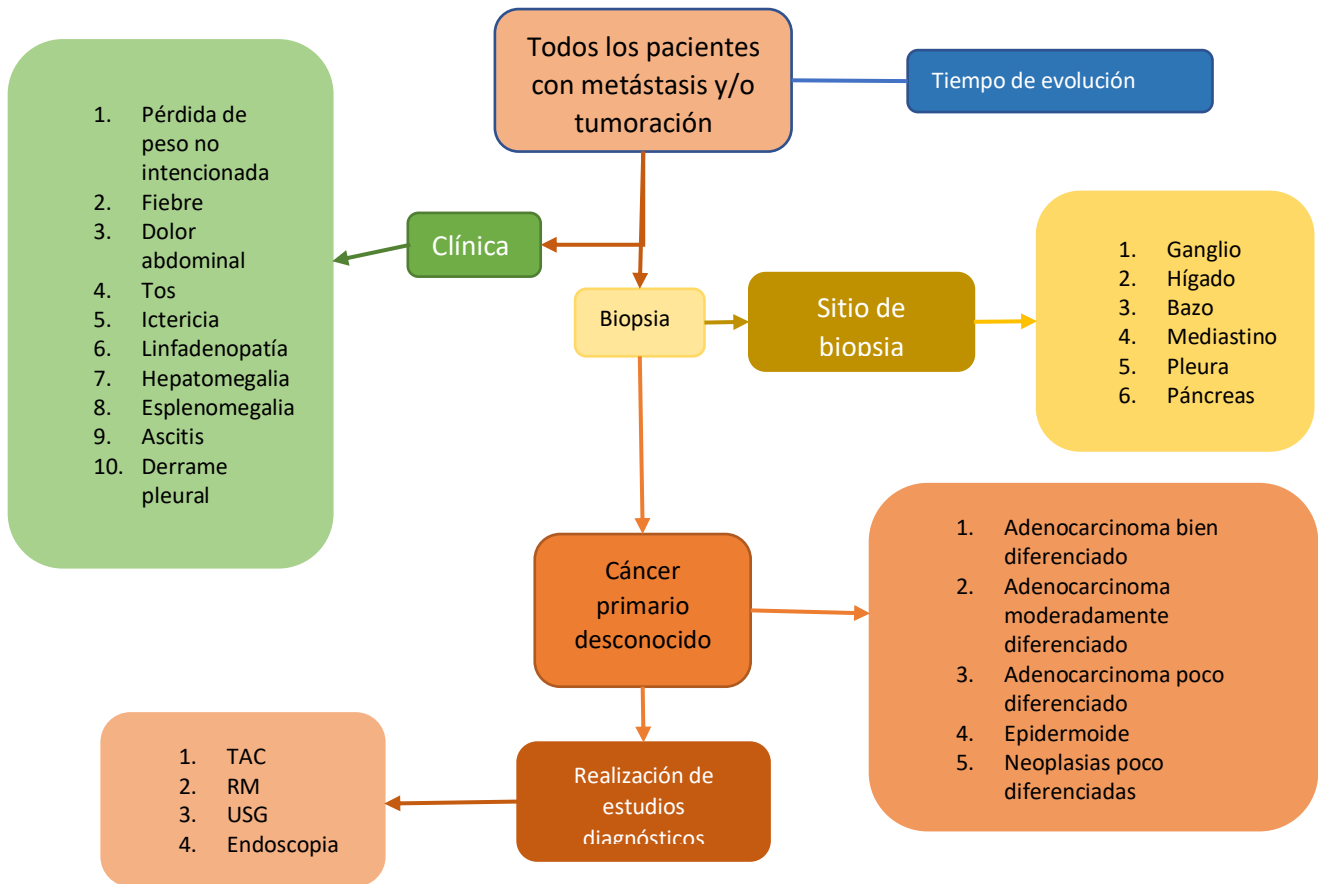 Todos los pacientes
con metástasis y/o
tumoración
Tiempo de evolución
1. Pérdida de
peso no
intencionada
2. Fiebre
3. Dolor
abdominal
4. Tos
5. Ictericia
6. Linfadenopatía
7. Hepatomegalia
8. Esplenomegalia
9. Ascitis
10. Derrame
pleural
Clínica
Biopsia
Sitio de
biopsia
1. Ganglio
2. Hígado
3. Bazo
4. Mediastino
5. Pleura
6. Páncreas
Cáncer
primario
desconocido
1. Adenocarcinoma bien
diferenciado
2. Adenocarcinoma
moderadamente
diferenciado
3. Adenocarcinoma poco
diferenciado
4. Epidermoide
5. Neoplasias poco
diferenciadas
Realización de
estudios
diagnósticos
1. TAC
2. RM
3. USG
4. Endoscopia